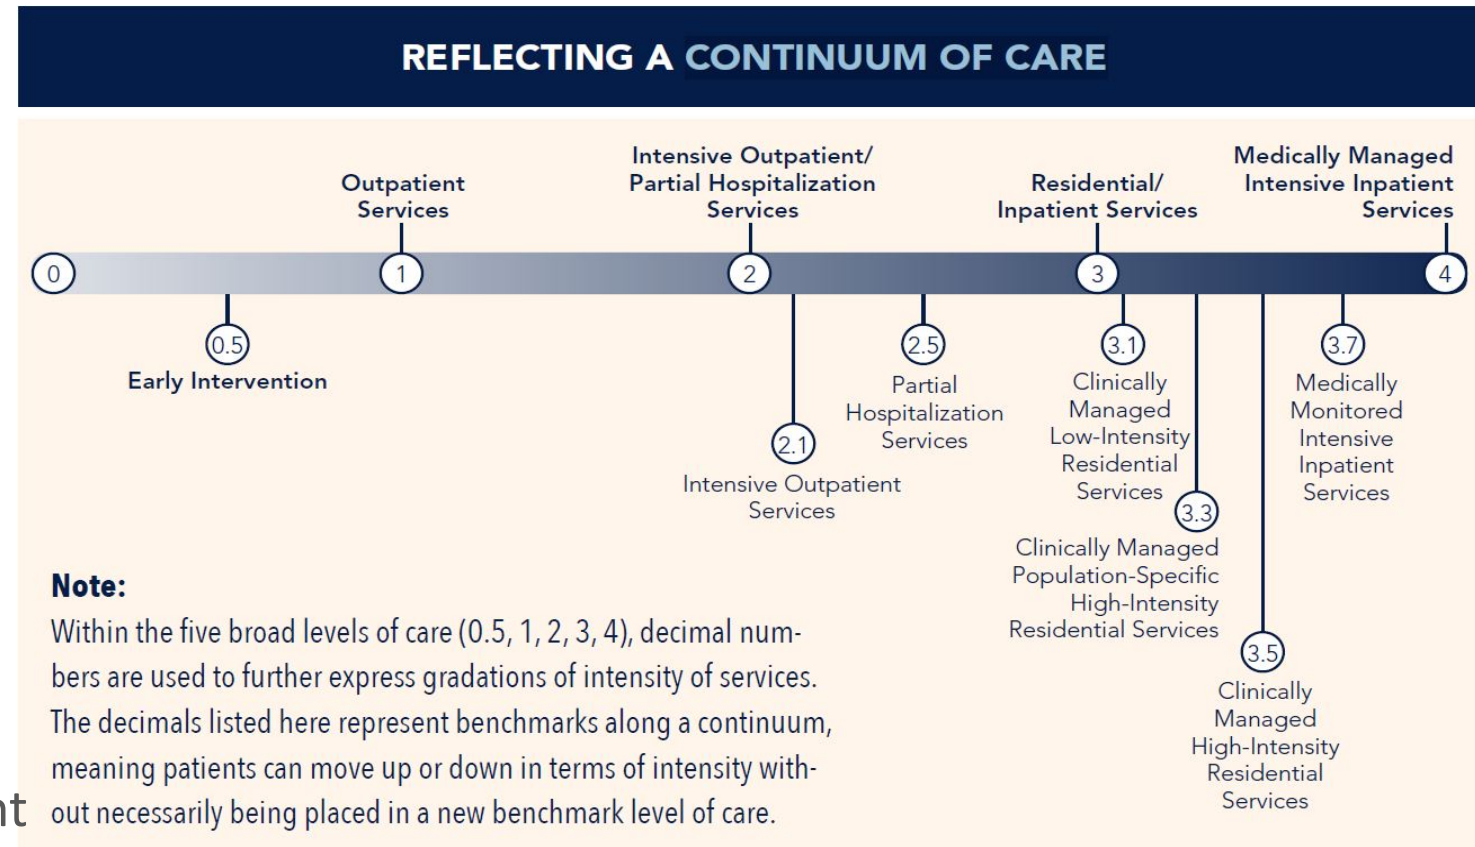 REFLECTING A CONTINUUM OF CARE
Outpatient
Services
Intensive Outpatient/
Partial Hospitalization
Services
Residential/
Inpatient Services
Medically Managed
Intensive Inpatient
Services
0
1
2
3
4
0.5
Early Intervention
2.1
Intensive Outpatient
Services
2.5
Partial
Hospitalization
Services
3.1
Clinically
Managed
Low-Intensity
Residential
Services
3.3
Clinically Managed
Population-Specific
High-Intensity
Residential Services
3.5
Clinically
Managed
High-Intensity
Residential
Services
3.7
Medically
Monitored
Intensive
Inpatient
Services
Note:
Within the five broad levels of care (0.5, 1, 2, 3, 4), decimal num-
bers are used to further express gradations of intensity of services.
The decimals listed here represent benchmarks along a continuum,
meaning patients can move up or down in terms of intensity with-
out necessarily being placed in a new benchmark level of care.